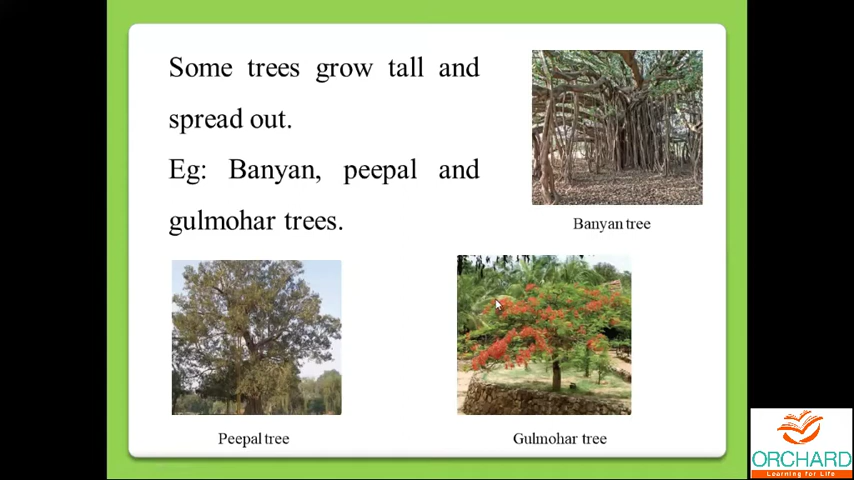 Some trees grow tall and
spread out.
Eg: Banyan, peepal and
gulmohar trees.
Banyan tree
Peepal tree
Gulmohar tree
ORCHARD
Learning for Life